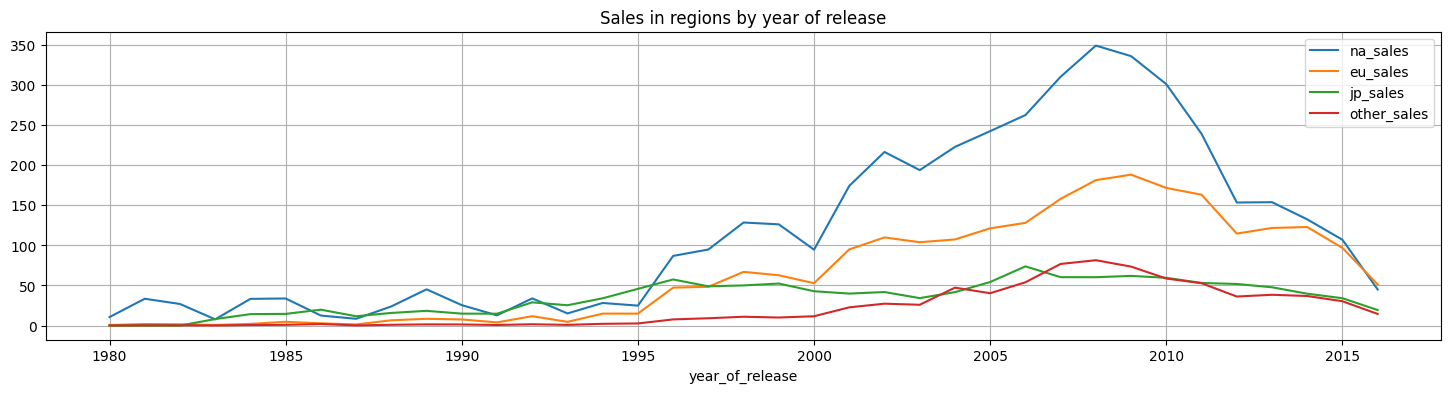 Sales in regions by year of release
350
300
250
200
150
100
50
0
na_sales
eu_sales
jp_sales
other_sales
1980 1985 1990 1995 2000 2005 2010 2015
year_of_release